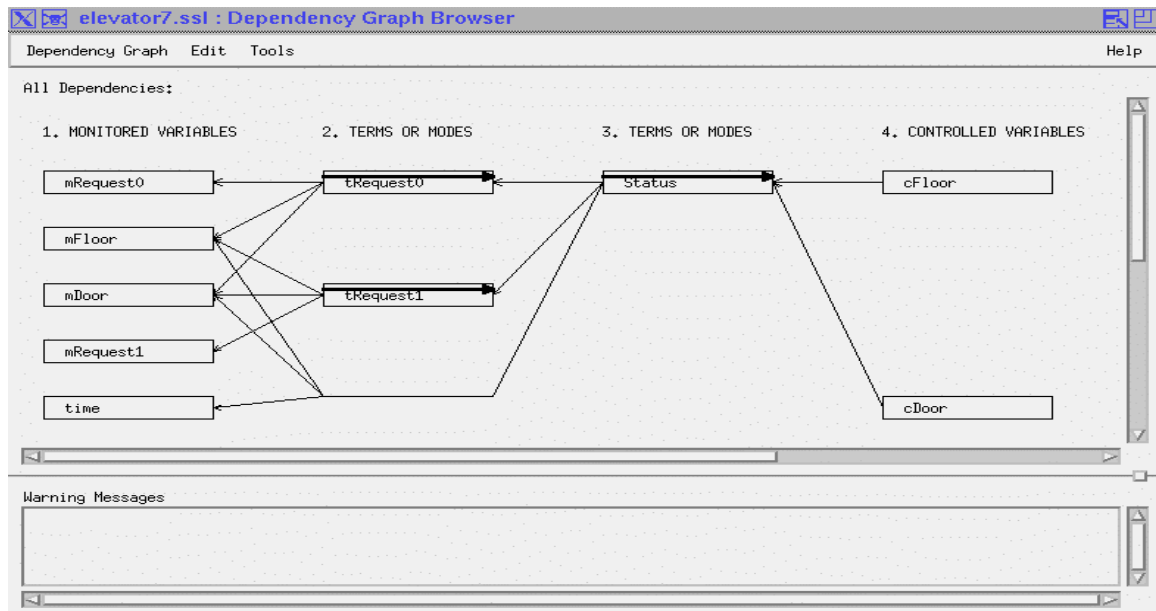 elevator7.ssl : Dependency Graph Browser
Dependency Graph Edit Tools Help
All Dependencies:
1. MONITORED VARIABLES 2. TERMS OR MODES 3. TERMS OR MODES 4. CONTROLLED VARIABLES
mRequest0 tRequest0 Status cFloor
mFloor
mDoor tRequest1
mRequest1
time cDoor
Warning Messages